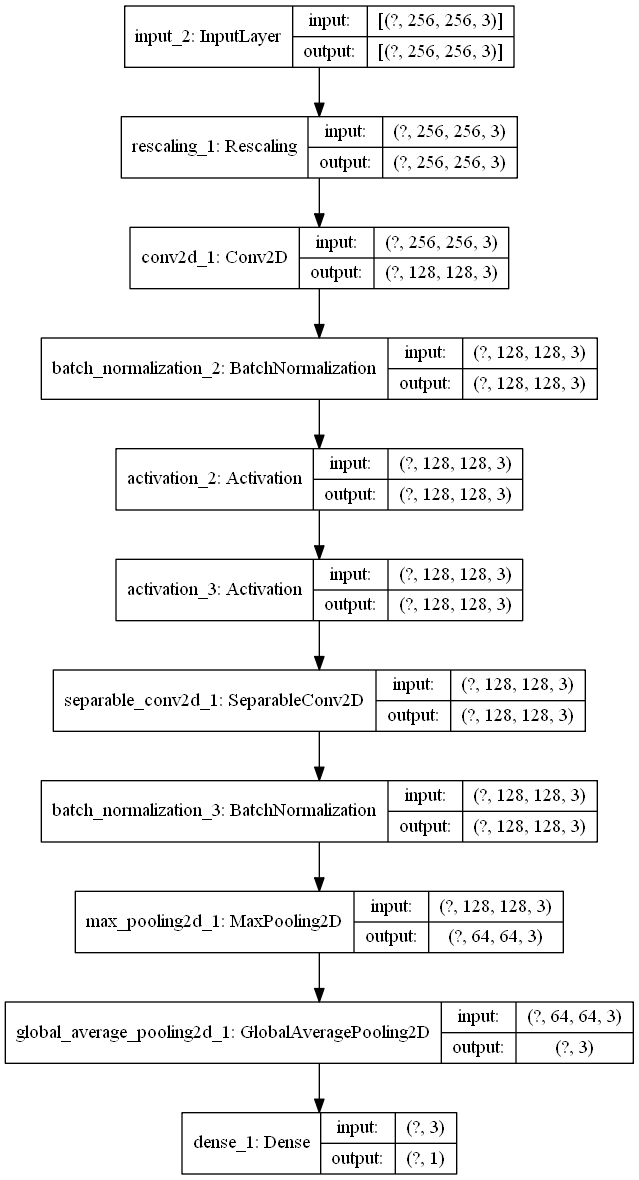 input_2: InputLayer
input: [(?, 256, 256, 3)]
output: [(?, 256, 256, 3)]
rescaling_1: Rescaling
input: (?, 256, 256, 3)
output: (?, 256, 256, 3)
conv2d_1: Conv2D
input: (?, 256, 256, 3)
output: (?, 128, 128, 3)
batch_normalization_2: BatchNormalization
input: (?, 128, 128, 3)
output: (?, 128, 128, 3)
activation_2: Activation
input: (?, 128, 128, 3)
output: (?, 128, 128, 3)
activation_3: Activation
input: (?, 128, 128, 3)
output: (?, 128, 128, 3)
separable_conv2d_1: SeparableConv2D
input: (?, 128, 128, 3)
output: (?, 128, 128, 3)
batch_normalization_3: BatchNormalization
input: (?, 128, 128, 3)
output: (?, 128, 128, 3)
max_pooling2d_1: MaxPooling2D
input: (?, 128, 128, 3)
output: (?, 64, 64, 3)
global_average_pooling2d_1: GlobalAveragePooling2D
input: (?, 64, 64, 3)
output: (?, 3)
dense_1: Dense
input: (?, 3)
output: (?, 1)